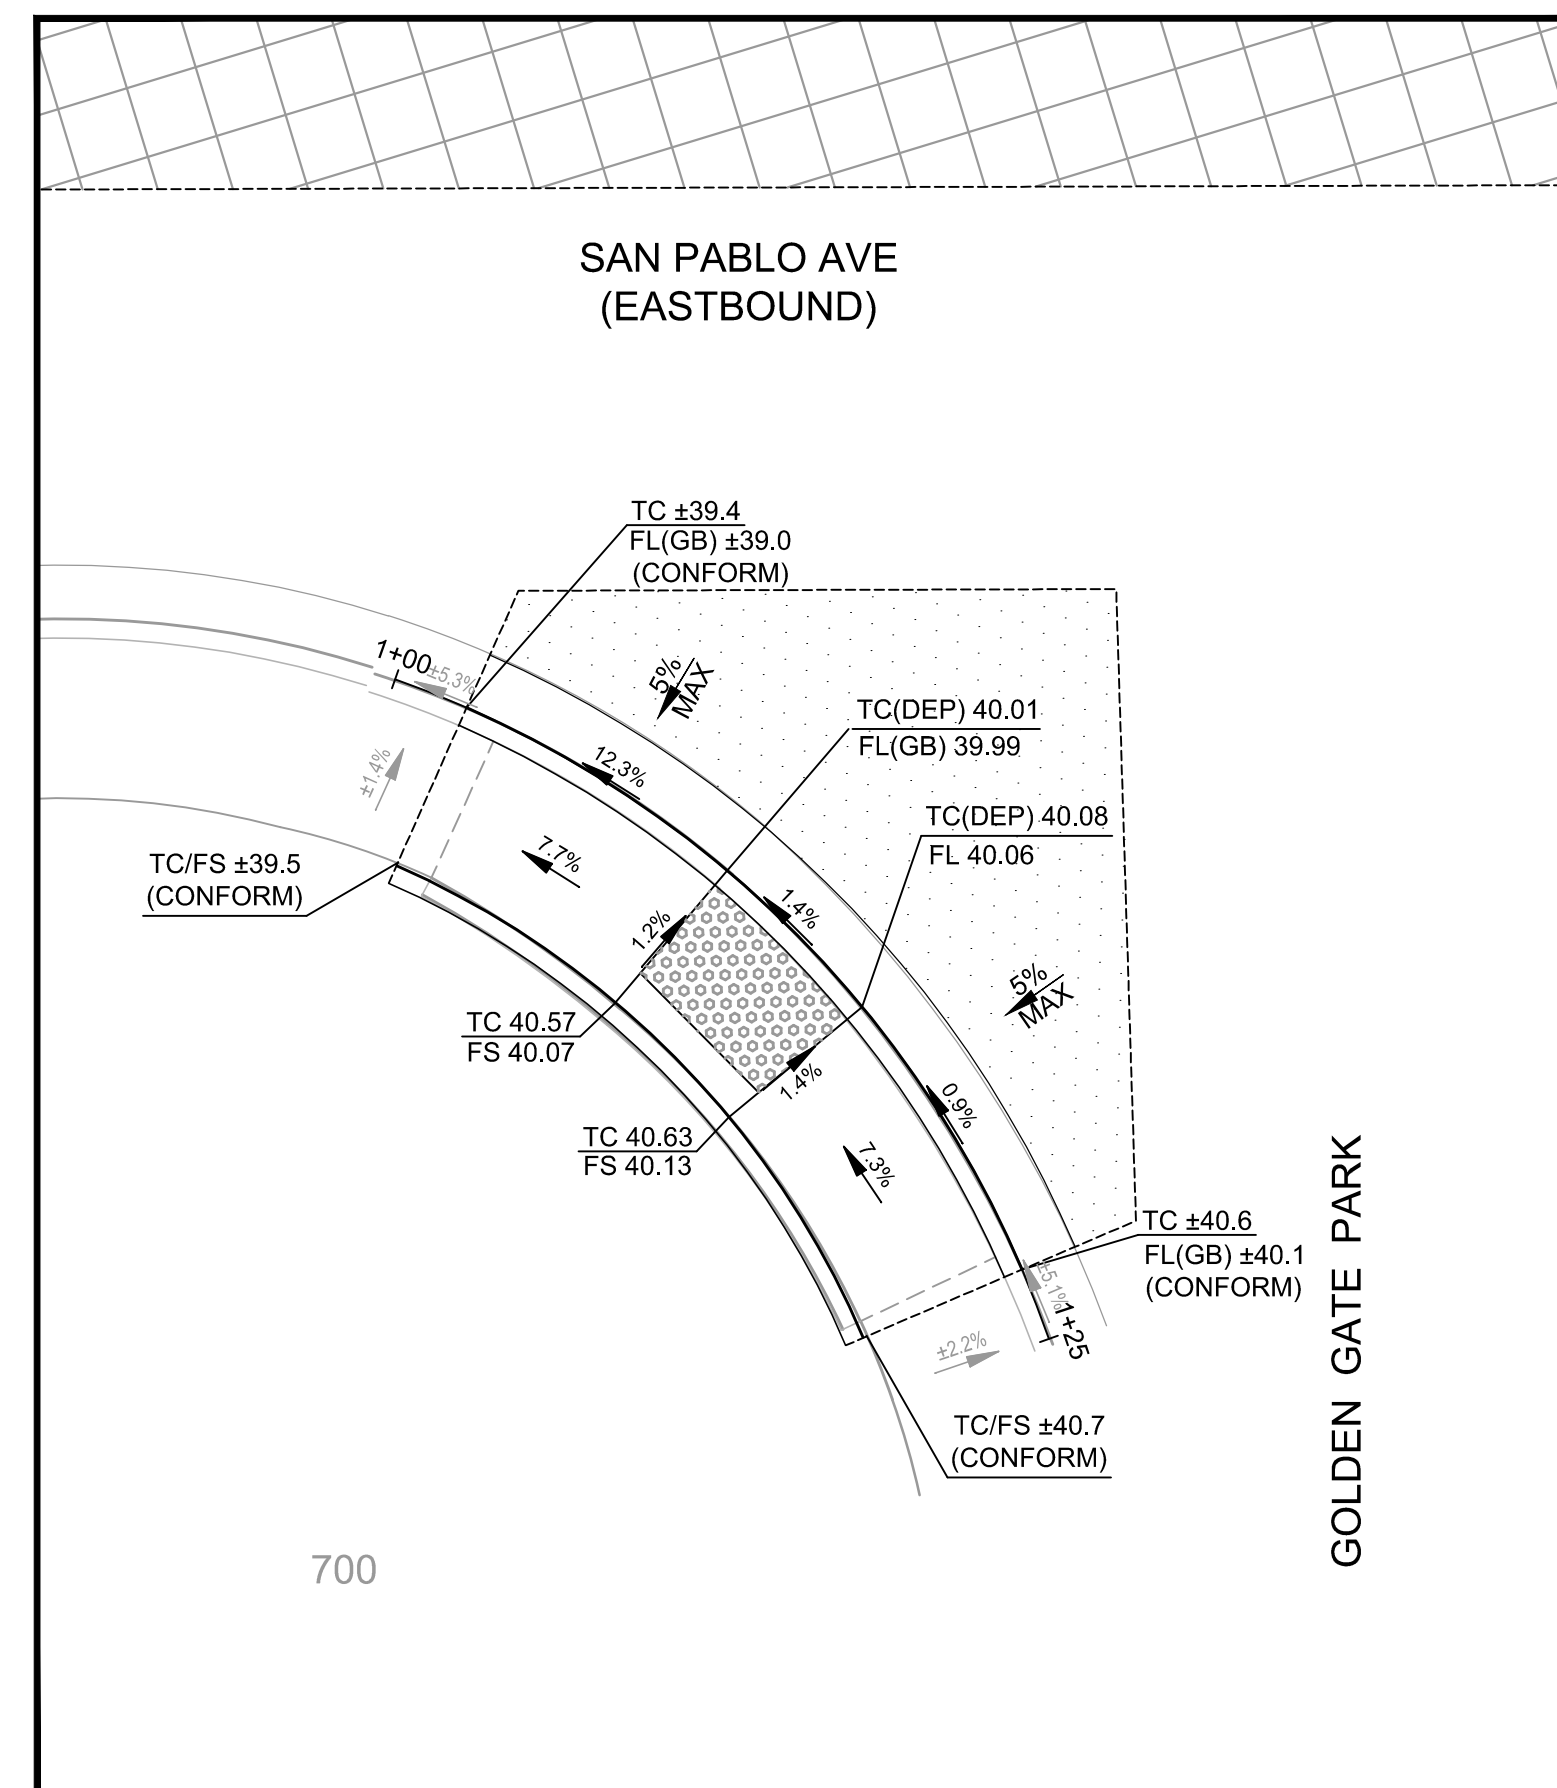 SAN PABLO AVE
(EASTBOUND)
TC ±39.4
FL(GB) ±39.0
(CONFORM)
1+00
±5.3%
5%
MAX
TC(DEP) 40.01
FL(GB) 39.99
12.3%
±1.4%
TC(DEP) 40.08
FL 40.06
7.7%
TC/FS ±39.5
(CONFORM)
1.4%
1.2%
5%
MAX
TC 40.57
FS 40.07
1.4%
0.9%
TC 40.63
FS 40.13
7.3%
TC ±40.6
FL(GB) ±40.1
(CONFORM)
±5.1%
1+25
±2.2%
TC/FS ±40.7
(CONFORM)
GOLDEN GATE PARK
700